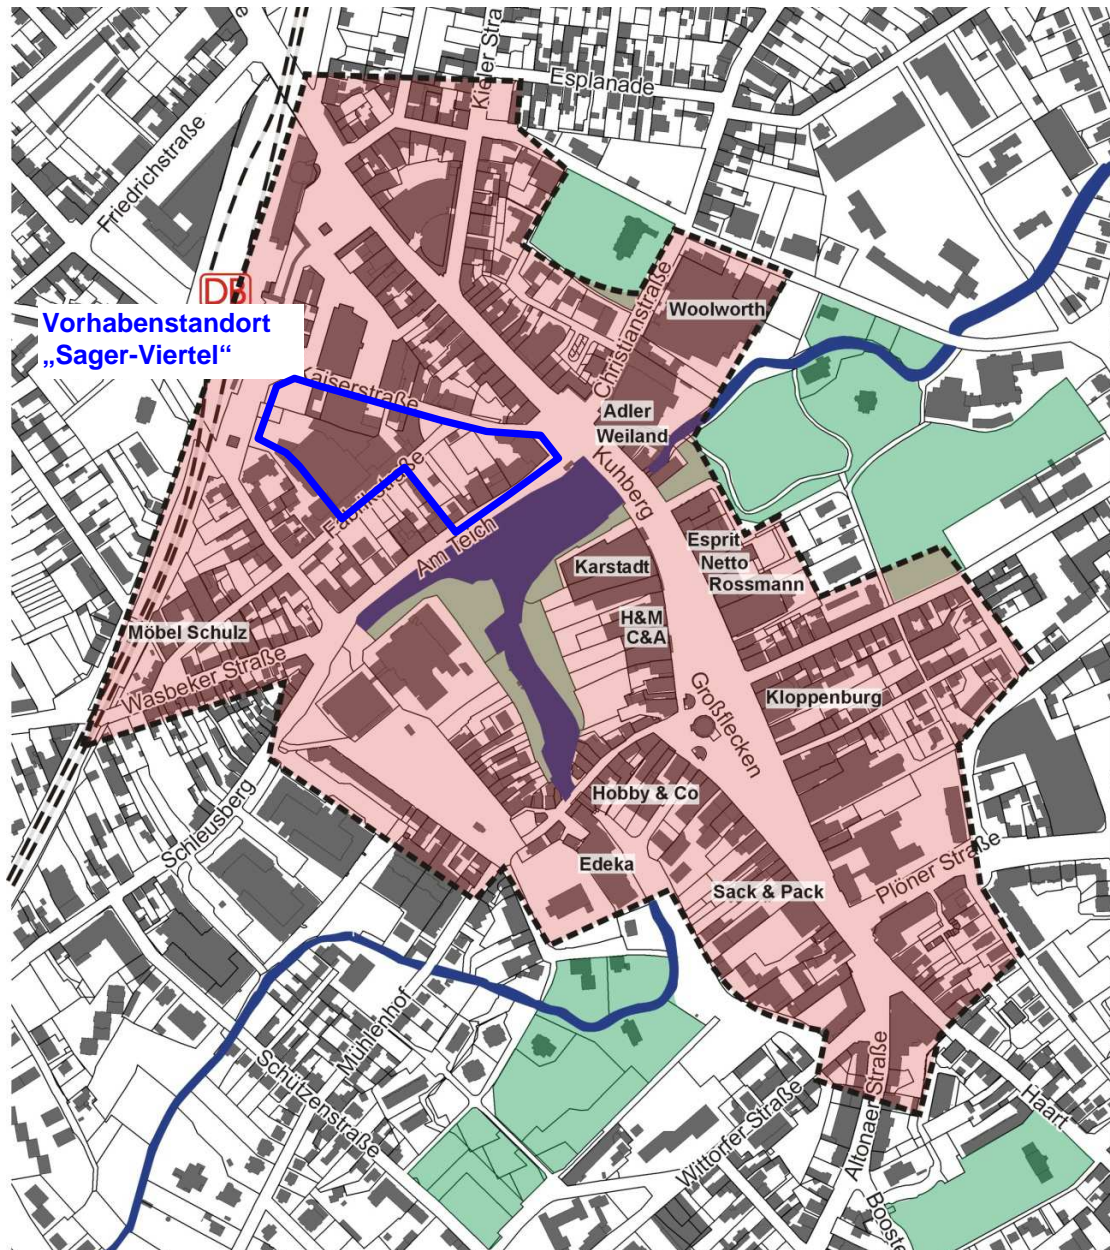 Kieler Stra
Esplanade
Friedrichstraße
DB
Vorhabenstandort
„Sager-Viertel“
Woolworth
Christianstraße
Kaiserstraße
Adler
Weiland
Kuhberg
Fabrikstraße
Am Teich
Esprit
Netto
Rossmann
Karstadt
H&M
C&A
Möbel Schulz
Wasbeker Straße
Großflecken
Kloppenburg
Hobby & Co
Schleusberg
Edeka
Sack & Pack
Plöner Straße
Mühlenhof
Schützenstraße
Wittorfer Straße
Altonaer Straße
Haart
Booste